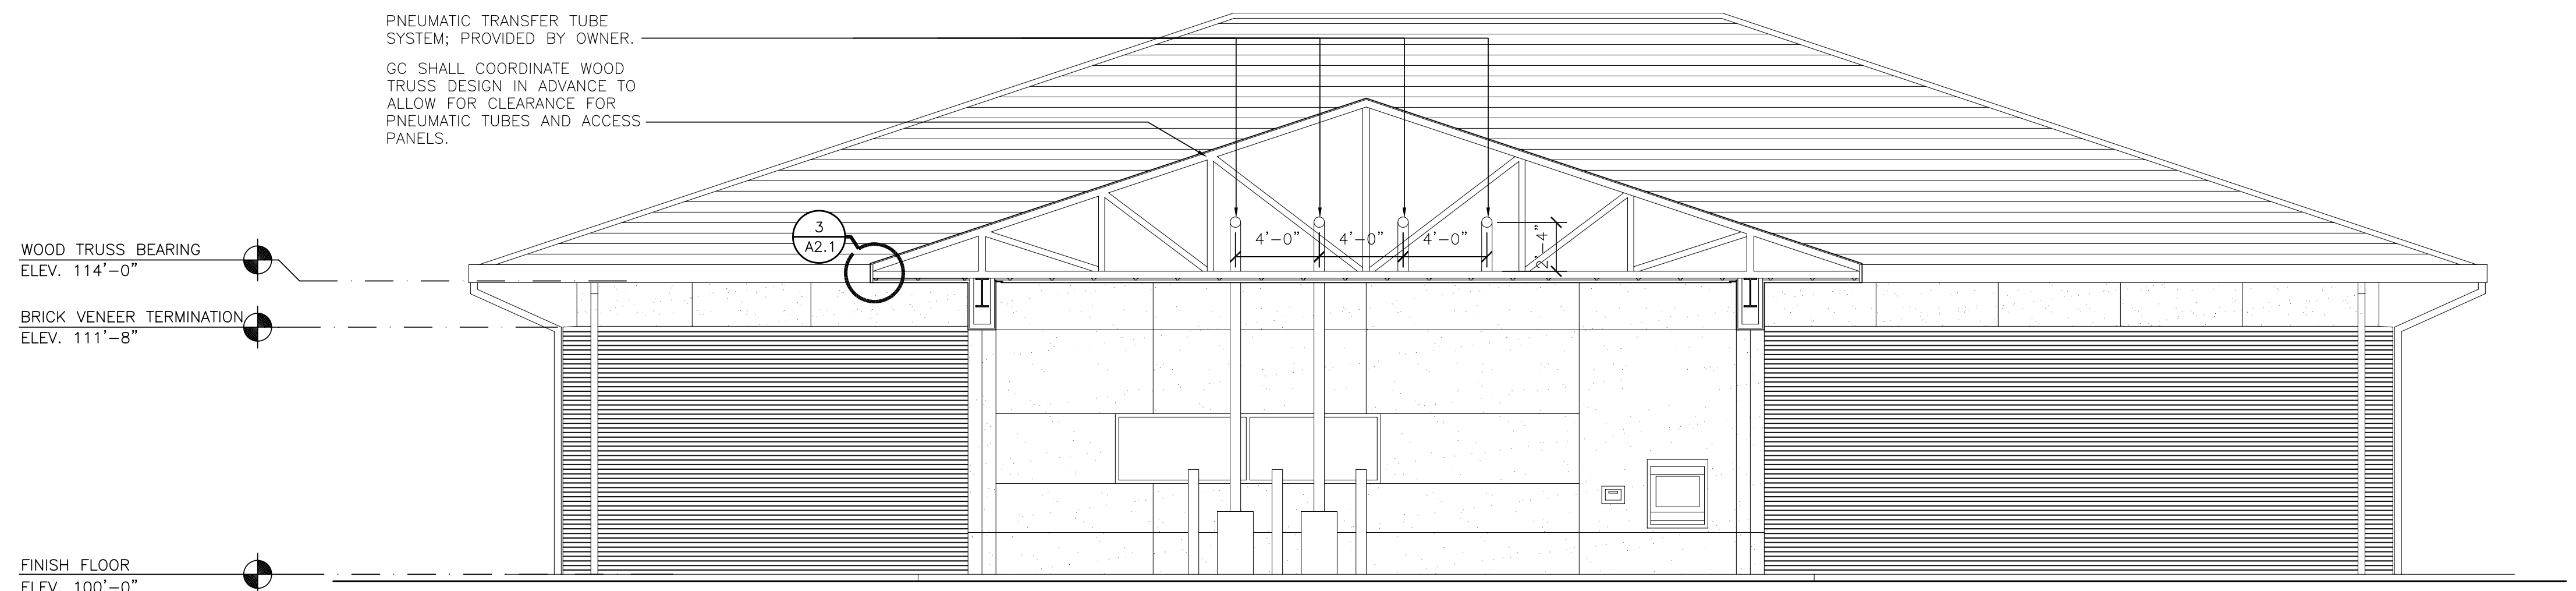 PNEUMATIC TRANSFER TUBE
SYSTEM; PROVIDED BY OWNER.
GC SHALL COORDINATE WOOD
TRUSS DESIGN IN ADVANCE TO
ALLOW FOR CLEARANCE FOR
PNEUMATIC TUBES AND ACCESS
PANELS.
3
A2.1
4'-0"
4'-0"
4'-0"
2'-4"
WOOD TRUSS BEARING
ELEV. 114'-0"
BRICK VENEER TERMINATION
ELEV. 111'-8"
FINISH FLOOR
ELEV. 100'-0"